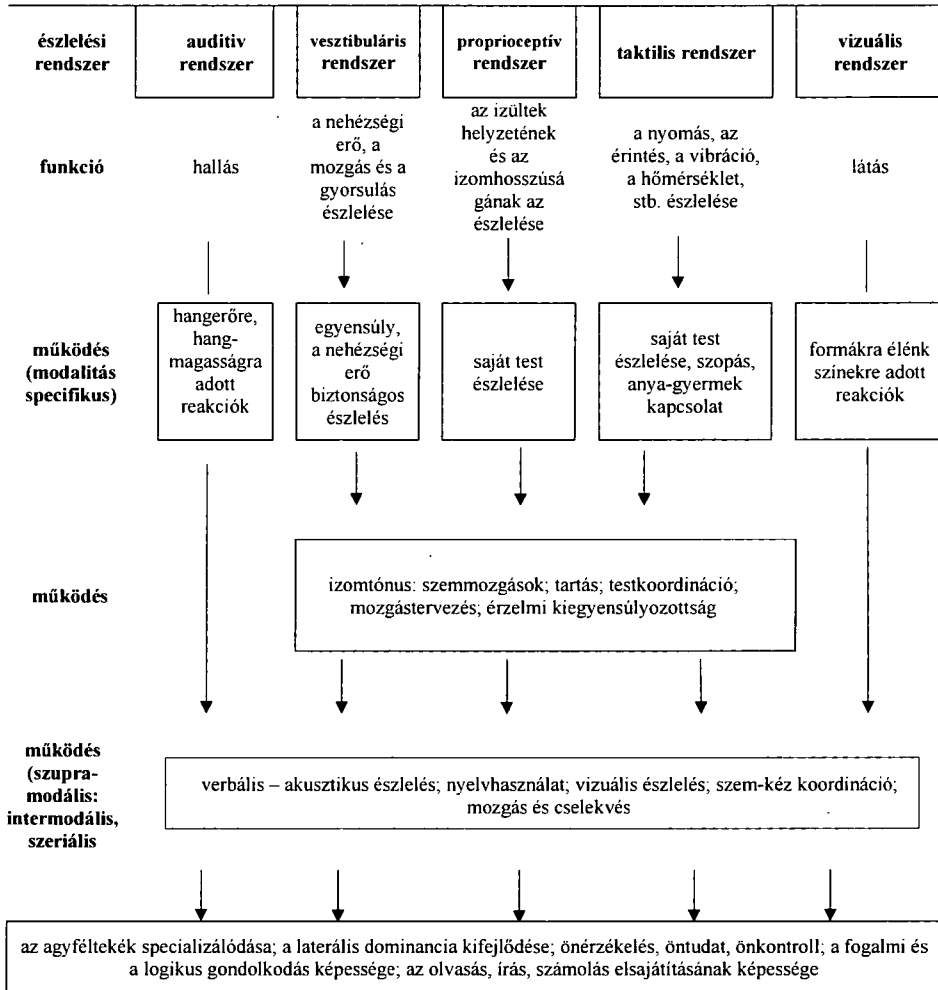 észlelési
rendszer
auditiv
rendszer
vesztibuláris
rendszer
proprioceptív
rendszer
taktilis rendszer
vizuális
rendszer
funkció
hallás
a nehézségi
erő, a
mozgás és a
gyorsulás
észlelése
az izültek
helyzetének
és az
izomhosszúsá
gának az
észlelése
a nyomás, az
érintés, a vibráció,
a hőmérséklet,
stb. észlelése
látás
működés
(modalitás
specifikus)
hangerőre,
hang-
magasságra
adott
reakciók
egyensúly,
a nehézségi
erő
biztonságos
észlelés
saját test
észlelése
saját test
észlelése, szopás,
anya-gyermek
kapcsolat
formákra élénk
színekre adott
reakciók
működés
izomtónus: szemmozgások; tartás; testkoordináció;
mozgástervezés; érzelmi kiegyensúlyozottság
működés
(szupra-
modális:
intermodális,
szeriális
verbális – akusztikus észlelés; nyelvhasználat; vizuális észlelés; szem-kéz koordináció;
mozgás és cselekvés
az agyféltekék specializálódása; a laterális dominancia kifejlődése; önérzékelés, öntudat, önkontroll; a fogalmi és
a logikus gondolkodás képessége; az olvasás, írás, számolás elsajátításának képessége